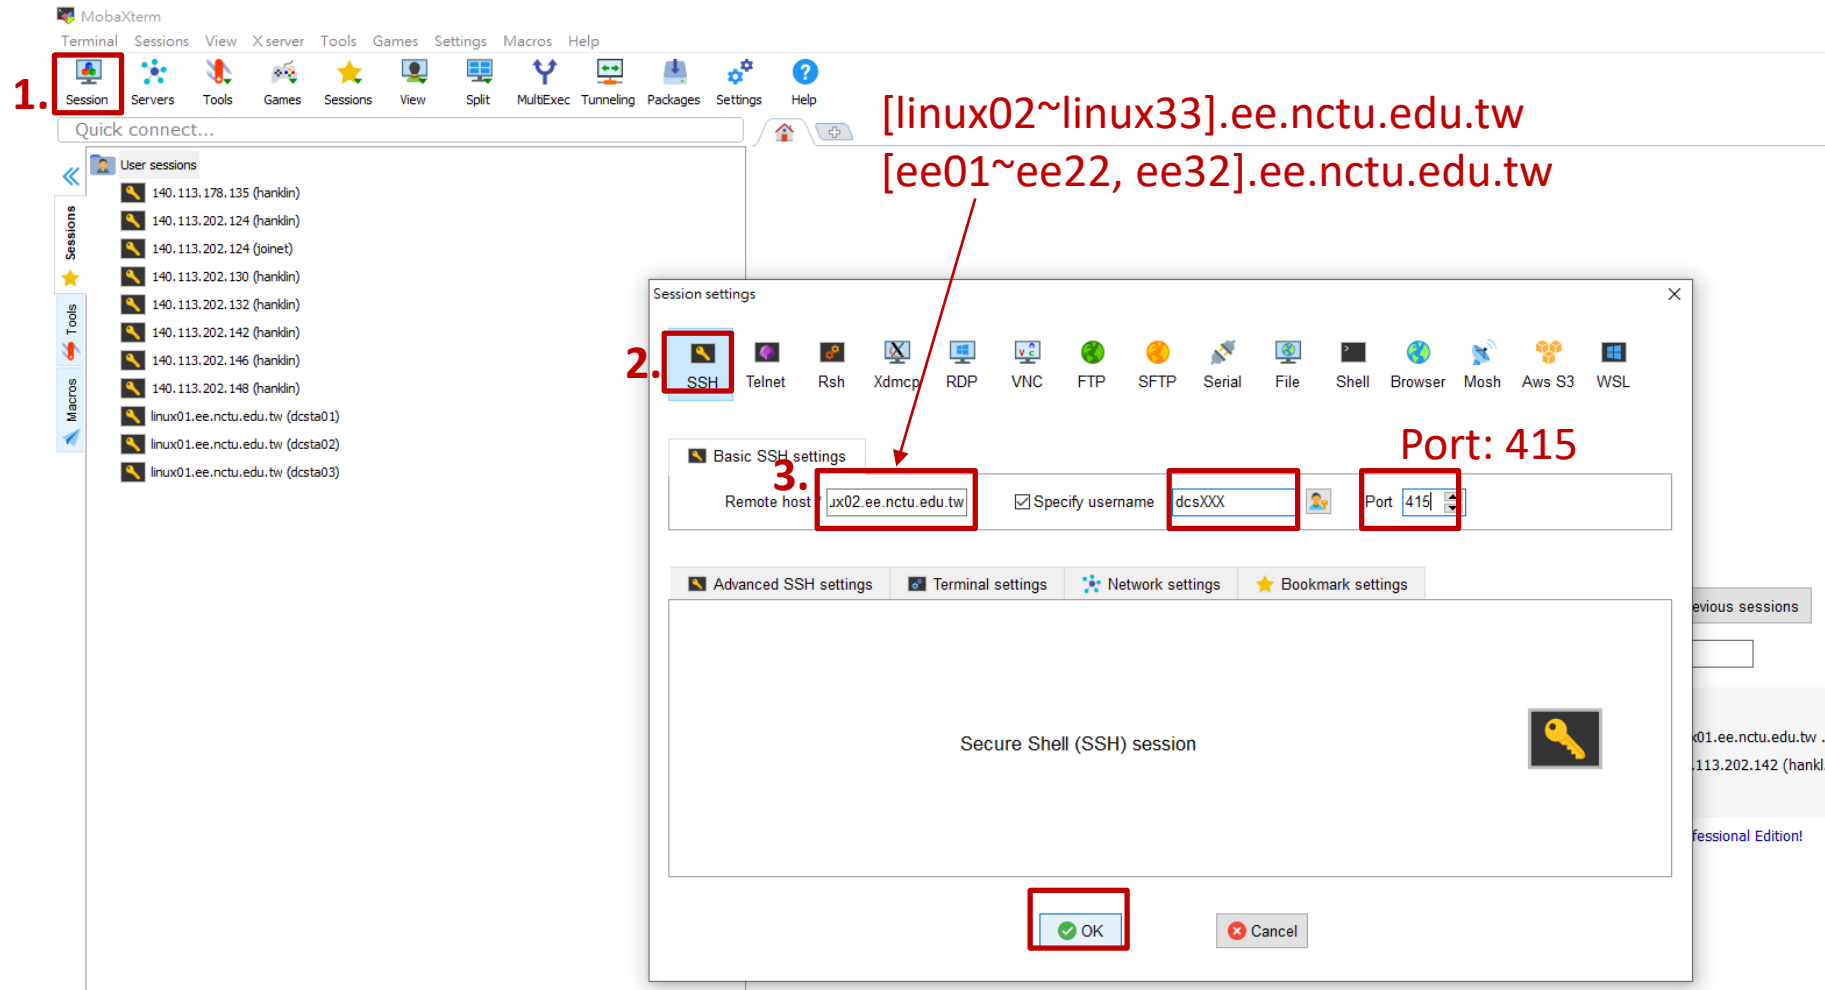 MobaXterm
Terminal Sessions View X server Tools Games Settings Macros Help
1.
Session Servers Tools Games Sessions View Split MultiExec Tunneling Packages Settings Help
Quick connect...
[linux02~linux33].ee.nctu.edu.tw
[ee01~ee22, ee32].ee.nctu.edu.tw
Sessions
Tools
Macros
User sessions
140.113.178.135 (hanklin)
140.113.202.124 (hanklin)
140.113.202.124 (joinet)
140.113.202.130 (hanklin)
140.113.202.132 (hanklin)
140.113.202.142 (hanklin)
140.113.202.146 (hanklin)
140.113.202.148 (hanklin)
linux01.ee.nctu.edu.tw (dcsta01)
linux01.ee.nctu.edu.tw (dcsta02)
linux01.ee.nctu.edu.tw (dcsta03)
Session settings
2.
SSH Telnet Rsh Xdmcp RDP VNC FTP SFTP Serial File Shell Browser Mosh Aws S3 WSL
Port: 415
Basic SSH settings
3.
Remote host * ux02.ee.nctu.edu.tw Specify username dcsXXX Port 415
Advanced SSH settings Terminal settings Network settings Bookmark settings
Secure Shell (SSH) session
OK Cancel
evious sessions
x01.ee.nctu.edu.tw .
.113.202.142 (hankl.
fessional Edition!